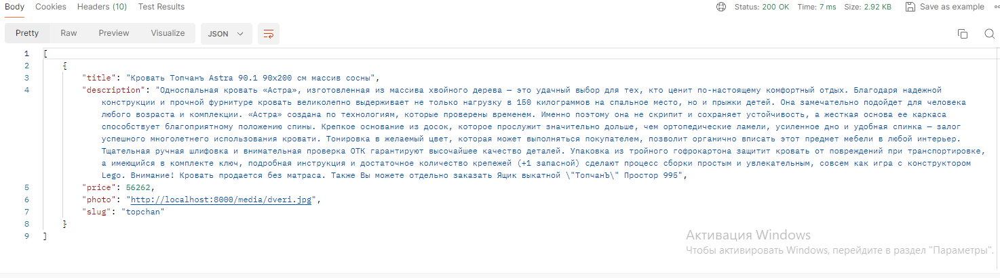 Body Cookies Headers (10) Test Results Status: 200 OK Time: 7 ms Size: 2.92 KB Save as example
Pretty Raw Preview Visualize JSON
1 [
2 {
3 "title": "Кровать Топчанъ Astra 90.1 90х200 см массив сосны",
4 "description": "Односпальная кровать «Астра», изготовленная из массива хвойного дерева — это удачный выбор для тех, кто ценит по-настоящему комфортный отдых. Благодаря надежной
конструкции и прочной фурнитуре кровать великолепно выдерживает не только нагрузку в 150 килограммов на спальное место, но и прыжки детей. Она замечательно подойдет для человека
любого возраста и комплекции. «Астра» создана по технологиям, которые проверены временем. Именно поэтому она не скрипит и сохраняет устойчивость, а жесткая основа ее каркаса
способствует благоприятному положению спины. Крепкое основание из досок, которое прослужит значительно дольше, чем ортопедические ламели, усиленное дно и удобная спинка — залог
успешного многолетнего использования кровати. Тонировка в желаемый цвет, которая может выполняться покупателем, позволит органично вписать этот предмет мебели в любой интерьер.
Тщательная ручная шлифовка и внимательная проверка ОТК гарантируют высочайшее качество деталей. Упаковка из тройного гофрокартона защитит кровать от повреждений при транспортировке,
а имеющийся в комплекте ключ, подробная инструкция и достаточное количество крепежей (+1 запасной) сделают процесс сборки простым и увлекательным, совсем как игра с конструктором
Lego. Внимание! Кровать продается без матраса. Также Вы можете отдельно заказать Ящик выкатной \"ТопчанЪ\" Простор 995",
5 "price": 56262,
6 "photo": "http://localhost:8000/media/dveri.jpg",
7 "slug": "topchan"
8 }
9 ]
Активация Windows
Чтобы активировать Windows, перейдите в раздел "Параметры".